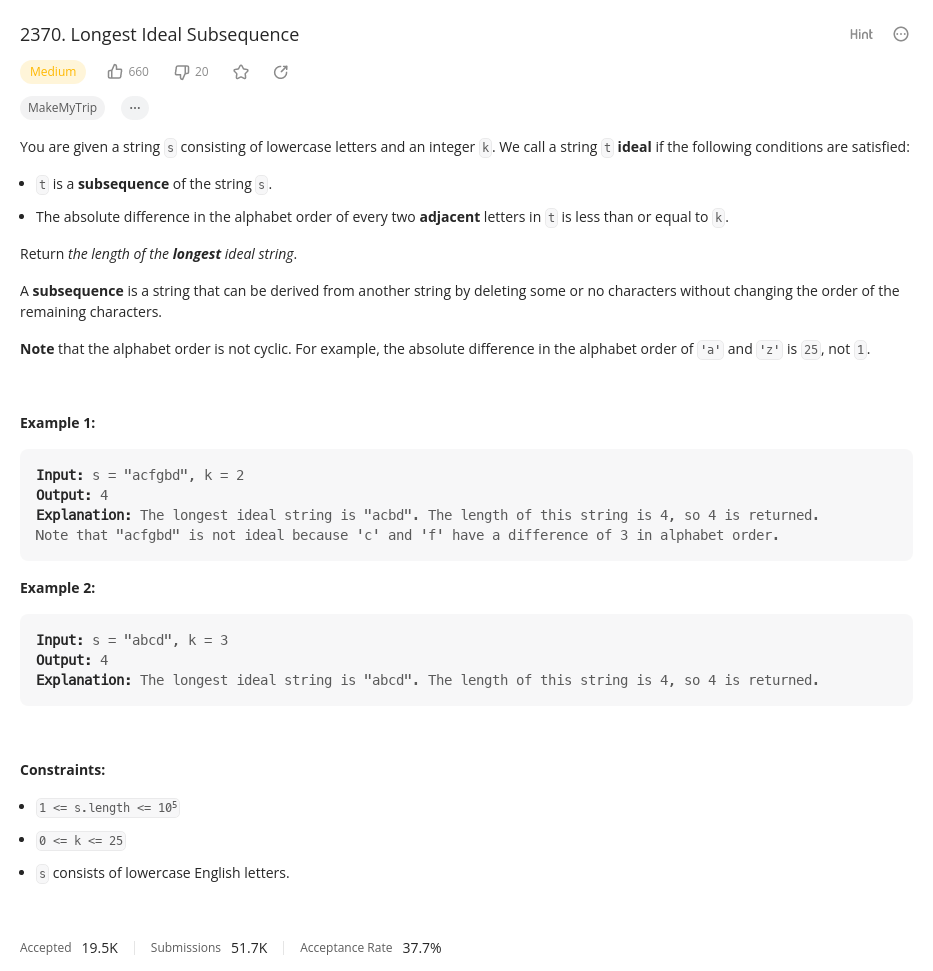 2370. Longest Ideal Subsequence
Hint
Medium
660
20
MakeMyTrip
...
You are given a string s consisting of lowercase letters and an integer k. We call a string t ideal if the following conditions are satisfied:
• t is a subsequence of the string s.
• The absolute difference in the alphabet order of every two adjacent letters in t is less than or equal to k.
Return the length of the longest ideal string.
A subsequence is a string that can be derived from another string by deleting some or no characters without changing the order of the
remaining characters.
Note that the alphabet order is not cyclic. For example, the absolute difference in the alphabet order of 'a' and 'z' is 25, not 1.
Example 1:
Input: s = "acfgbd", k = 2
Output: 4
Explanation: The longest ideal string is "acbd". The length of this string is 4, so 4 is returned.
Note that "acfgbd" is not ideal because 'c' and 'f' have a difference of 3 in alphabet order.
Example 2:
Input: s = "abcd", k = 3
Output: 4
Explanation: The longest ideal string is "abcd". The length of this string is 4, so 4 is returned.
Constraints:
• 1 <= s.length <= 10⁵
• 0 <= k <= 25
• s consists of lowercase English letters.
Accepted 19.5K Submissions 51.7K Acceptance Rate 37.7%